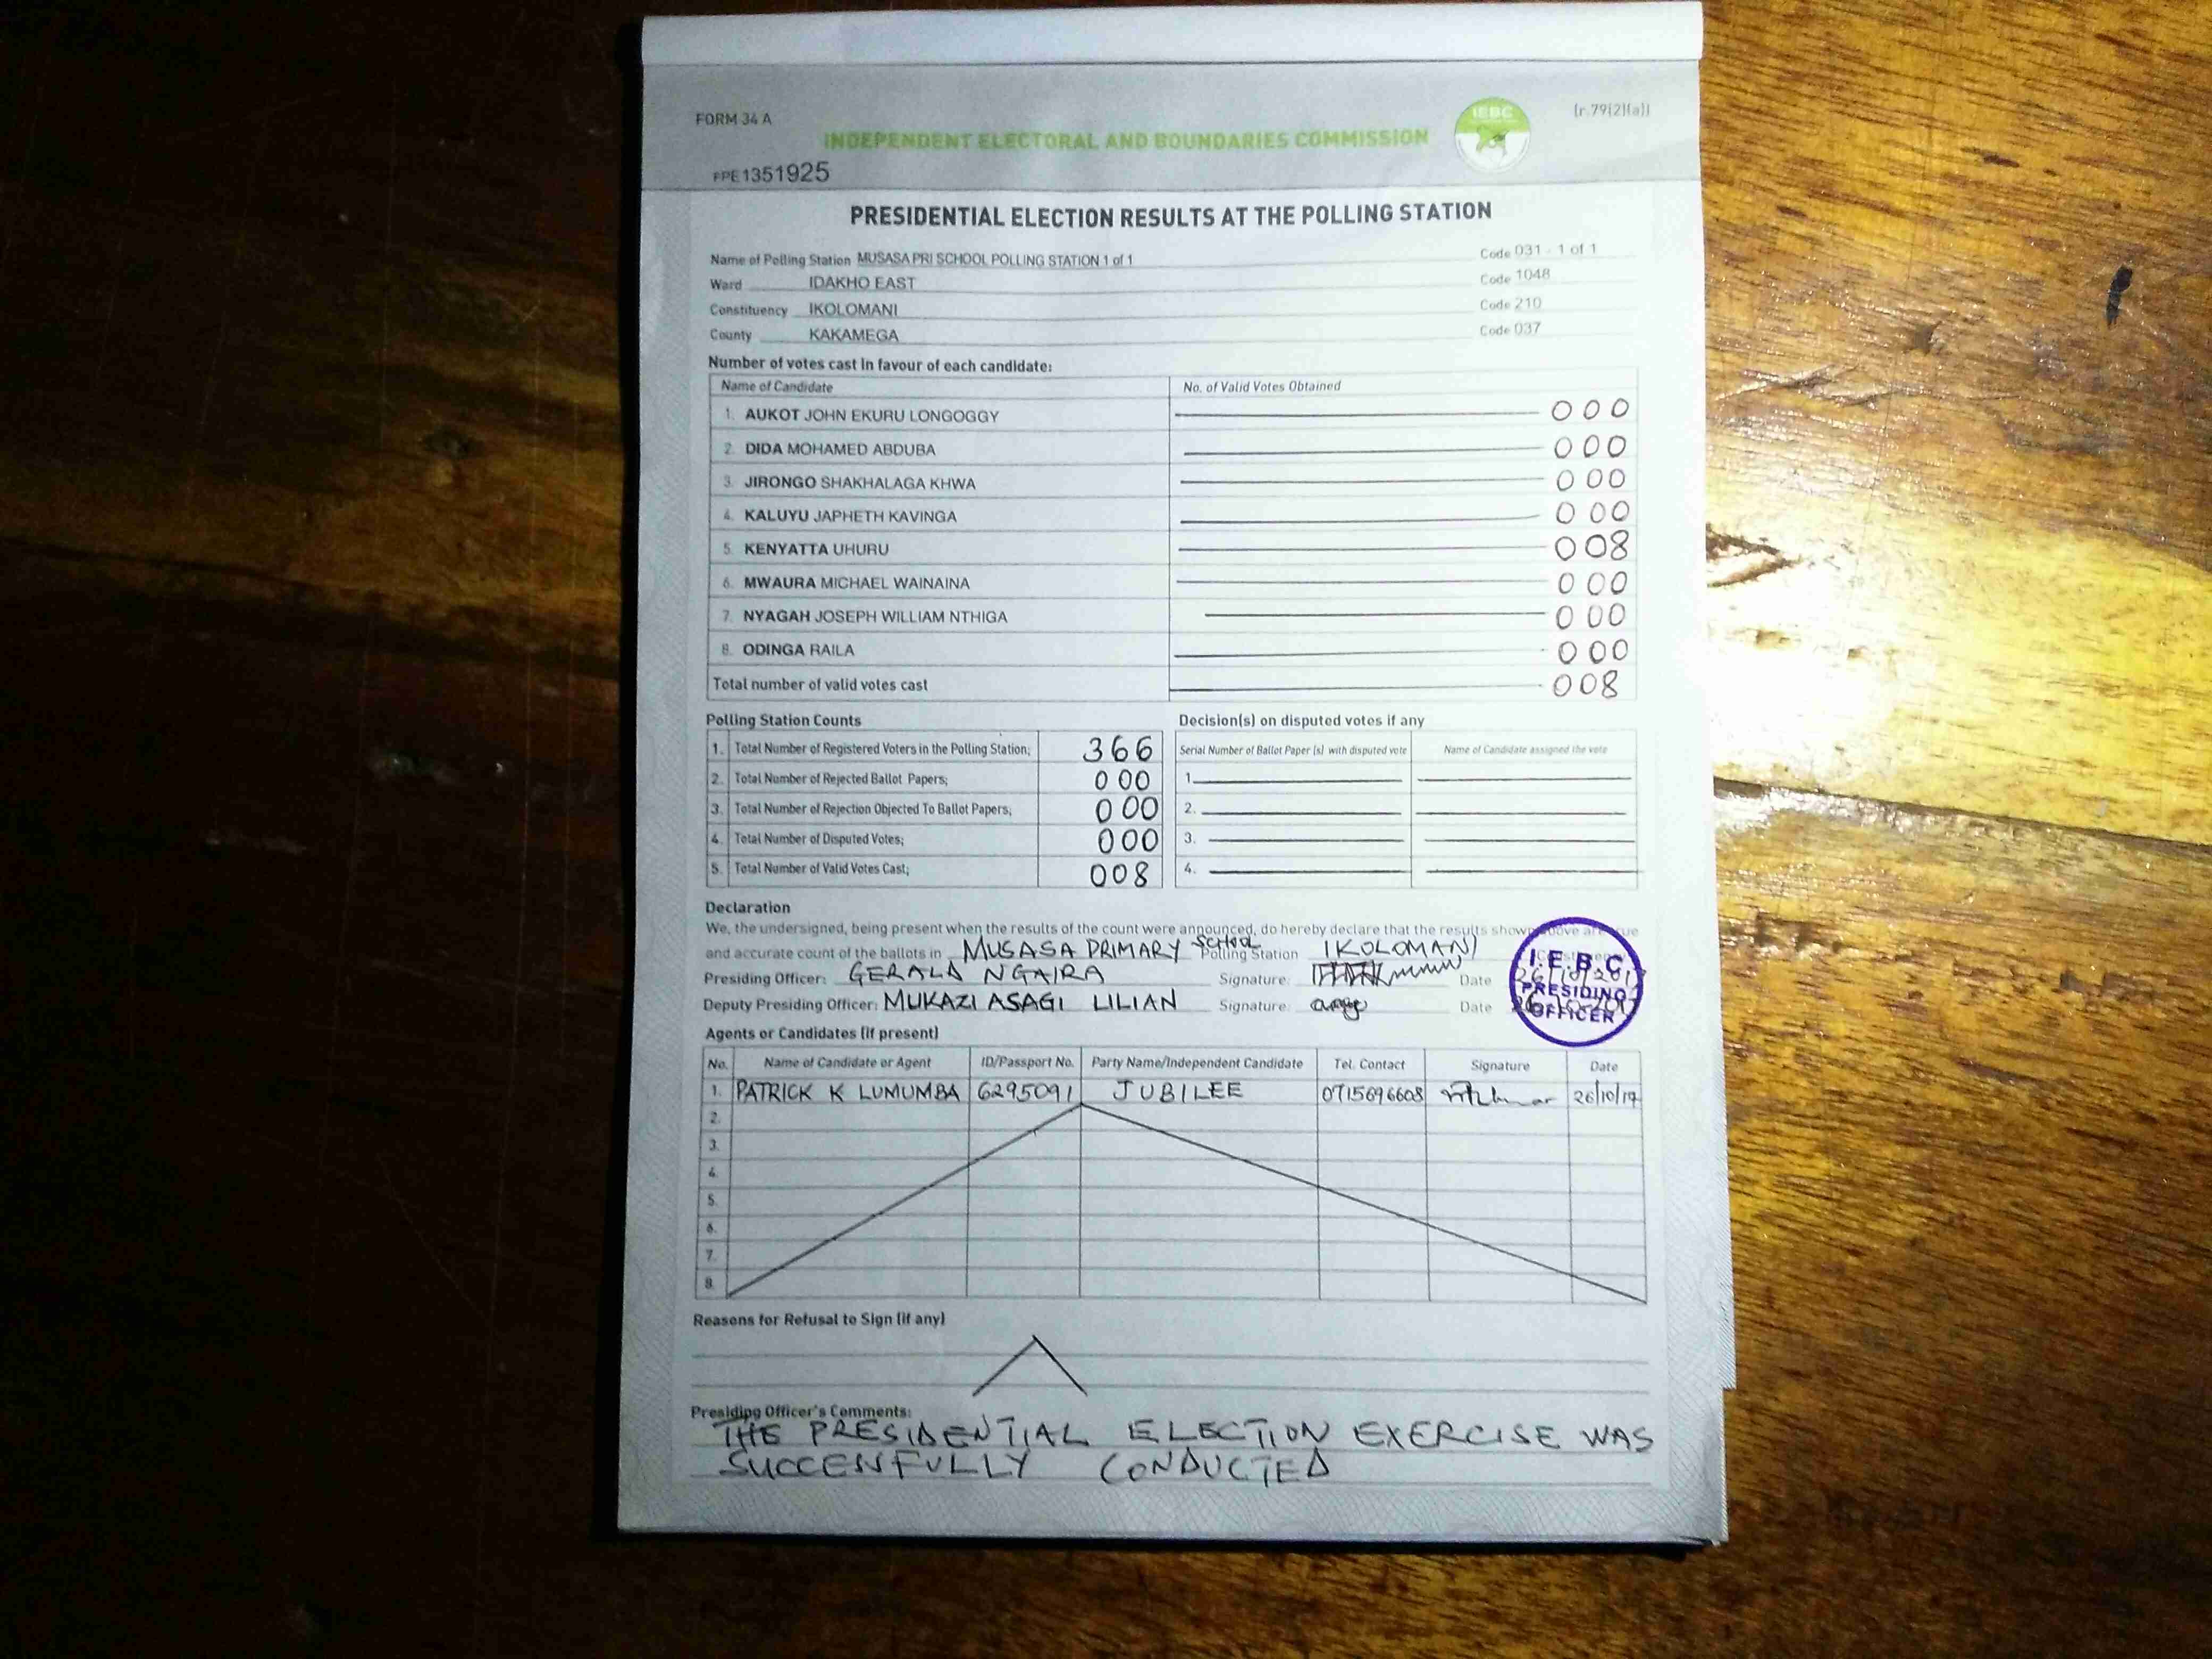 FORM 34 A
(r.79(2)(a))
IEBC
INDEPENDENT ELECTORAL AND BOUNDARIES COMMISSION
FPE1351925
PRESIDENTIAL ELECTION RESULTS AT THE POLLING STATION
Name of Polling Station MUSASA PRI SCHOOL POLLING STATION 1 of 1 Code 031 - 1 of 1
Ward IDAKHO EAST Code 1048
Constituency IKOLOMANI Code 210
County KAKAMEGA Code 037
Number of votes cast in favour of each candidate:
Name of Candidate No. of Valid Votes Obtained
1. AUKOT JOHN EKURU LONGOGGY 000
2. DIDA MOHAMED ABDUBA 000
3. JIRONGO SHAKHALAGA KHWA 000
4. KALUYU JAPHETH KAVINGA 000
5. KENYATTA UHURU 008
6. MWAURA MICHAEL WAINAINA 000
7. NYAGAH JOSEPH WILLIAM NTHIGA 000
8. ODINGA RAILA 000
Total number of valid votes cast 008
Polling Station Counts
1. Total Number of Registered Voters in the Polling Station; 366
2. Total Number of Rejected Ballot Papers; 000
3. Total Number of Rejection Objected To Ballot Papers; 000
4. Total Number of Disputed Votes; 000
5. Total Number of Valid Votes Cast; 008
Decision(s) on disputed votes if any
Serial Number of Ballot Paper (s) with disputed vote Name of Candidate assigned the vote
1.
2.
3.
4.
Declaration
We, the undersigned, being present when the results of the count were announced, do hereby declare that the results shown above are true
and accurate count of the ballots in MUSASA PRIMARY SCHOOL Polling Station IKOLOMANI
Presiding Officer: GERALD NGAIRA Signature: Date 26/10/2017
Deputy Presiding Officer: MUKAZI ASAGI LILIAN Signature: Date
I.E.B.C
PRESIDING
OFFICER
Agents or Candidates (if present)
No. Name of Candidate or Agent ID/Passport No. Party Name/Independent Candidate Tel. Contact Signature Date
1. PATRICK K LUMUMBA 6295091 JUBILEE 0715696608 26/10/17
2.
3.
4.
5.
6.
7.
8.
Reasons for Refusal to Sign (if any)
Presiding Officer's Comments:
THE PRESIDENTIAL ELECTION EXERCISE WAS
SUCCENFULLY CONDUCTED